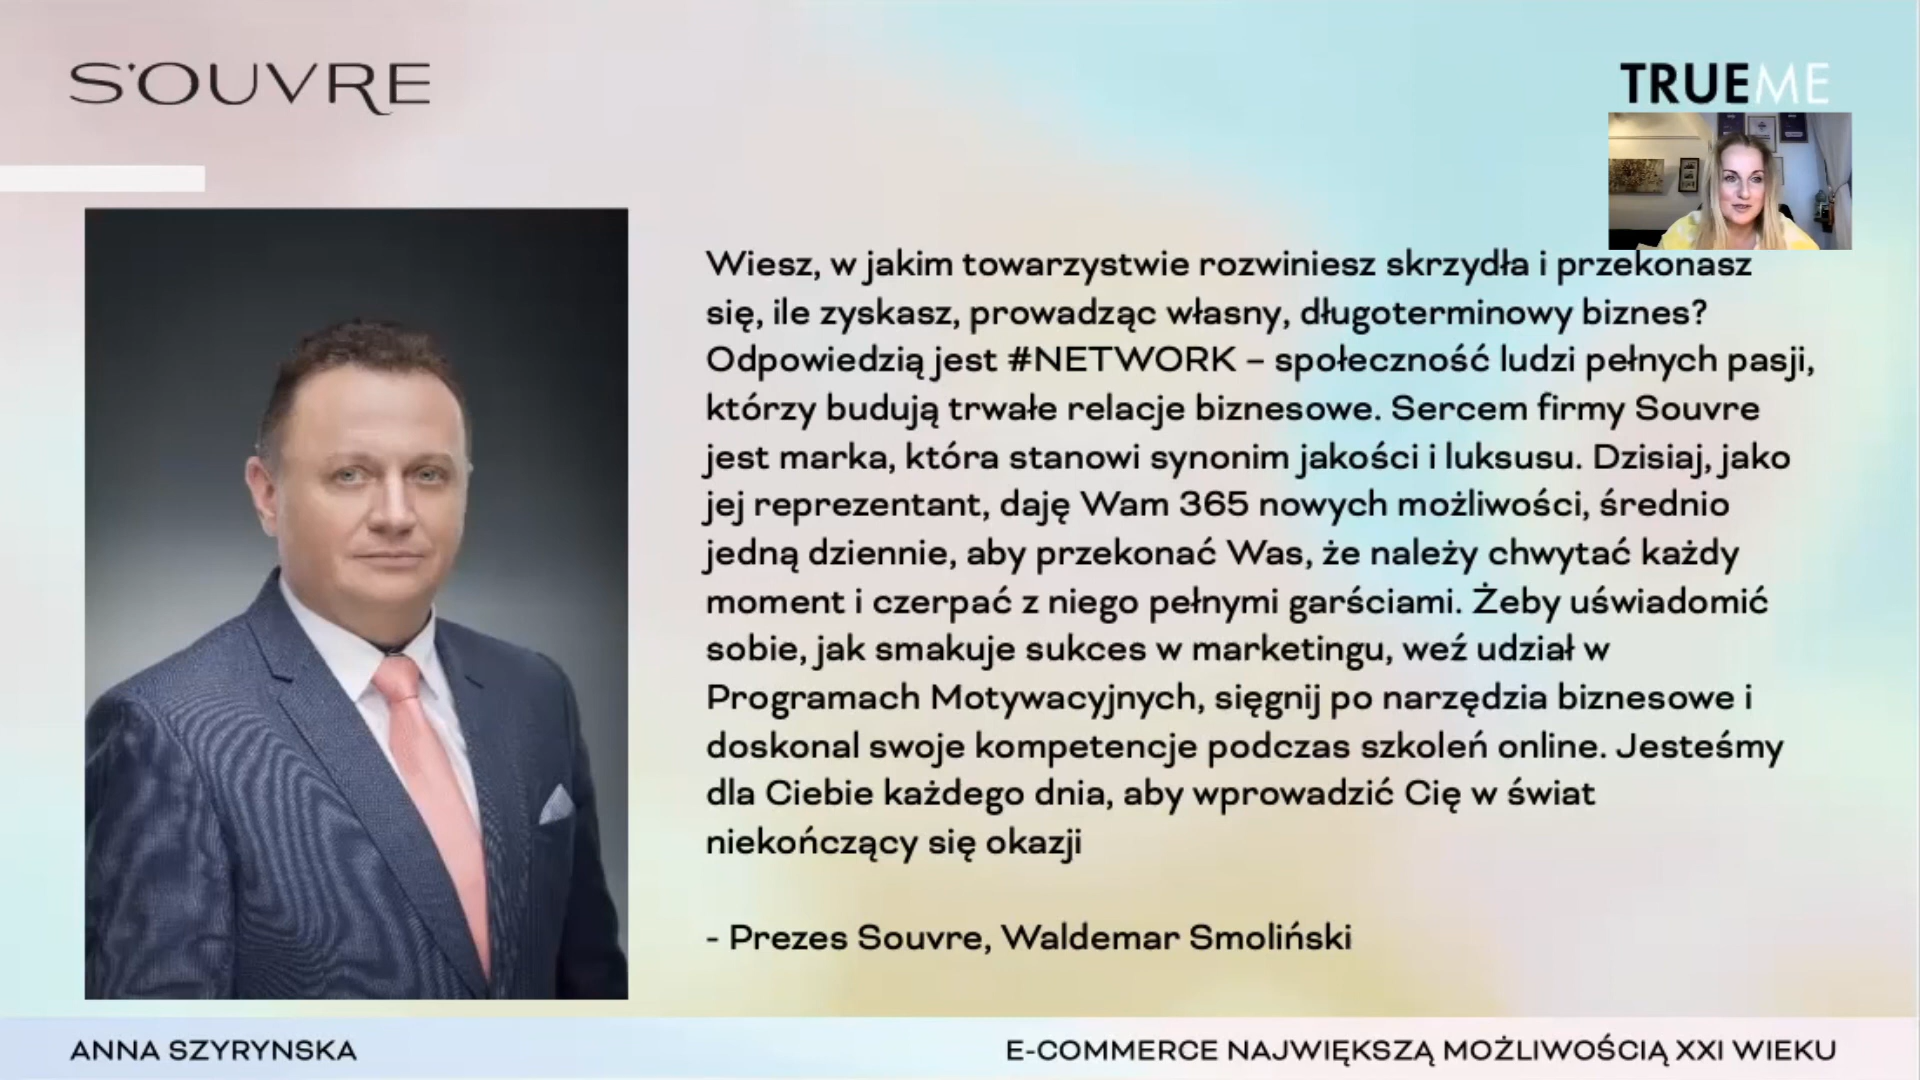 S'OUVRE
TRUEME
Wiesz, w jakim towarzystwie rozwiniesz skrzydła i przekonasz
się, ile zyskasz, prowadząc własny, długoterminowy biznes?
Odpowiedzią jest #NETWORK – społeczność ludzi pełnych pasji,
którzy budują trwałe relacje biznesowe. Sercem firmy Souvre
jest marka, która stanowi synonim jakości i luksusu. Dzisiaj, jako
jej reprezentant, daję Wam 365 nowych możliwości, średnio
jedną dziennie, aby przekonać Was, że należy chwytać każdy
moment i czerpać z niego pełnymi garściami. Żeby uświadomić
sobie, jak smakuje sukces w marketingu, weź udział w
Programach Motywacyjnych, sięgnij po narzędzia biznesowe i
doskonal swoje kompetencje podczas szkoleń online. Jesteśmy
dla Ciebie każdego dnia, aby wprowadzić Cię w świat
niekończący się okazji
- Prezes Souvre, Waldemar Smoliński
ANNA SZYRYNSKA
E-COMMERCE NAJWIĘKSZĄ MOŻLIWOŚCIĄ XXI WIEKU